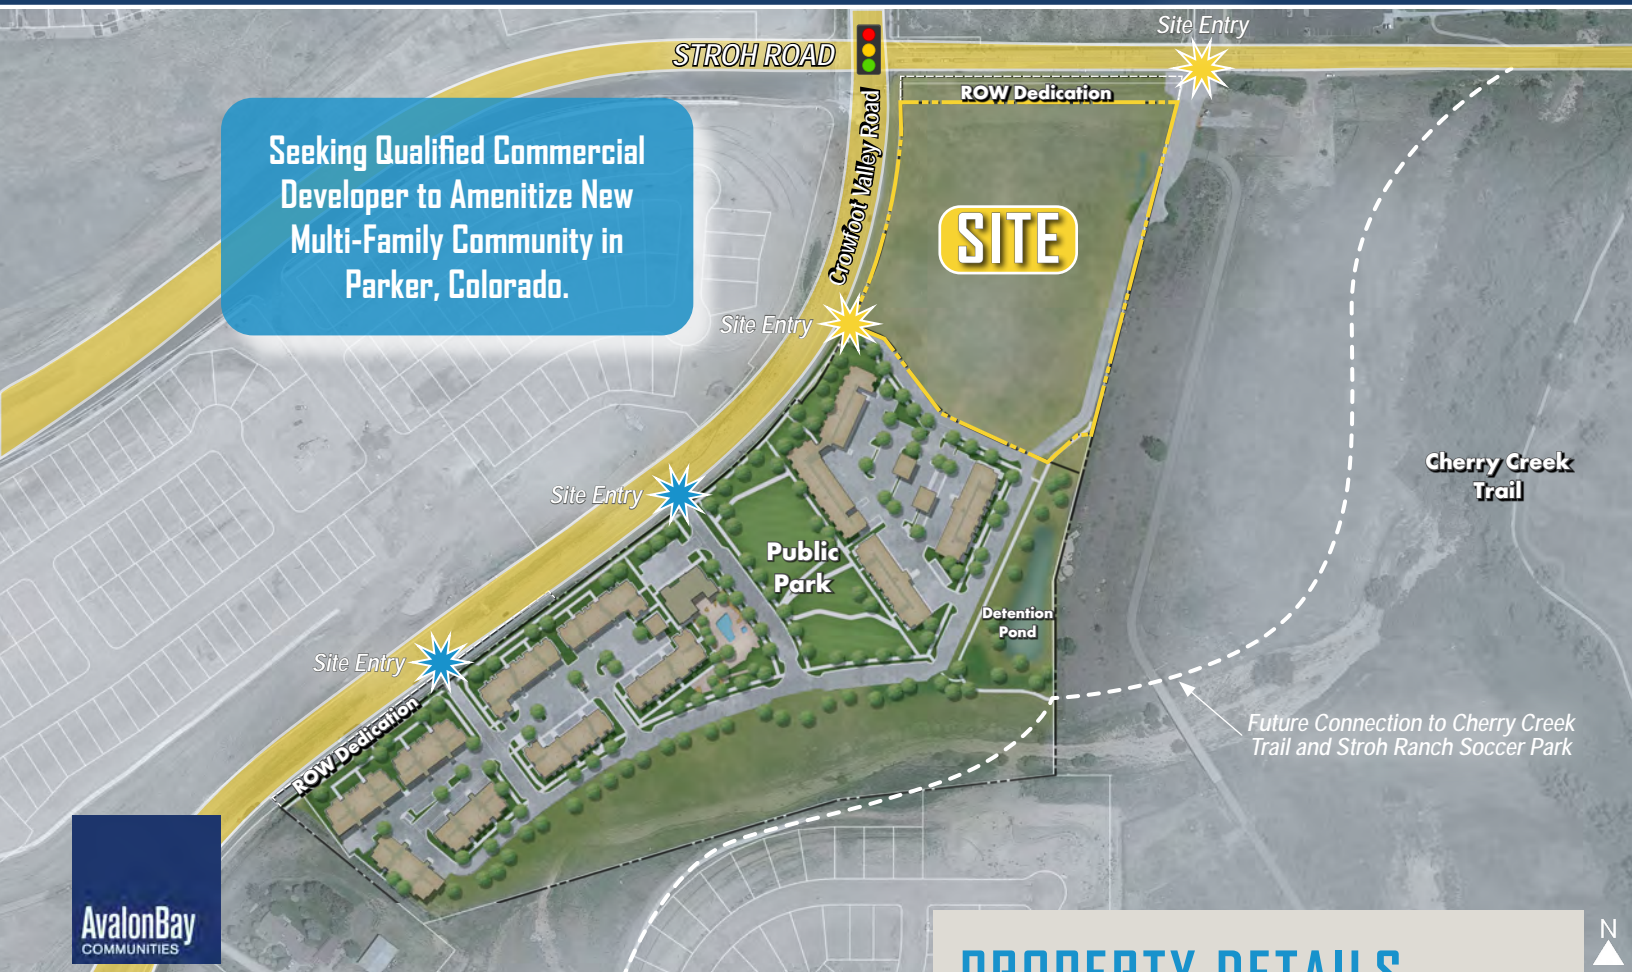 Site Entry
STROH ROAD
ROW Dedication
Crowfoot Valley Road
Seeking Qualified Commercial
Developer to Amenitize New
Multi-Family Community in
Parker, Colorado.
SITE
Site Entry
Cherry Creek
Trail
Site Entry
Public
Park
Detention
Pond
Site Entry
ROW Dedication
Future Connection to Cherry Creek
Trail and Stroh Ranch Soccer Park
AvalonBay
COMMUNITIES
PROPERTY DETAILS
N